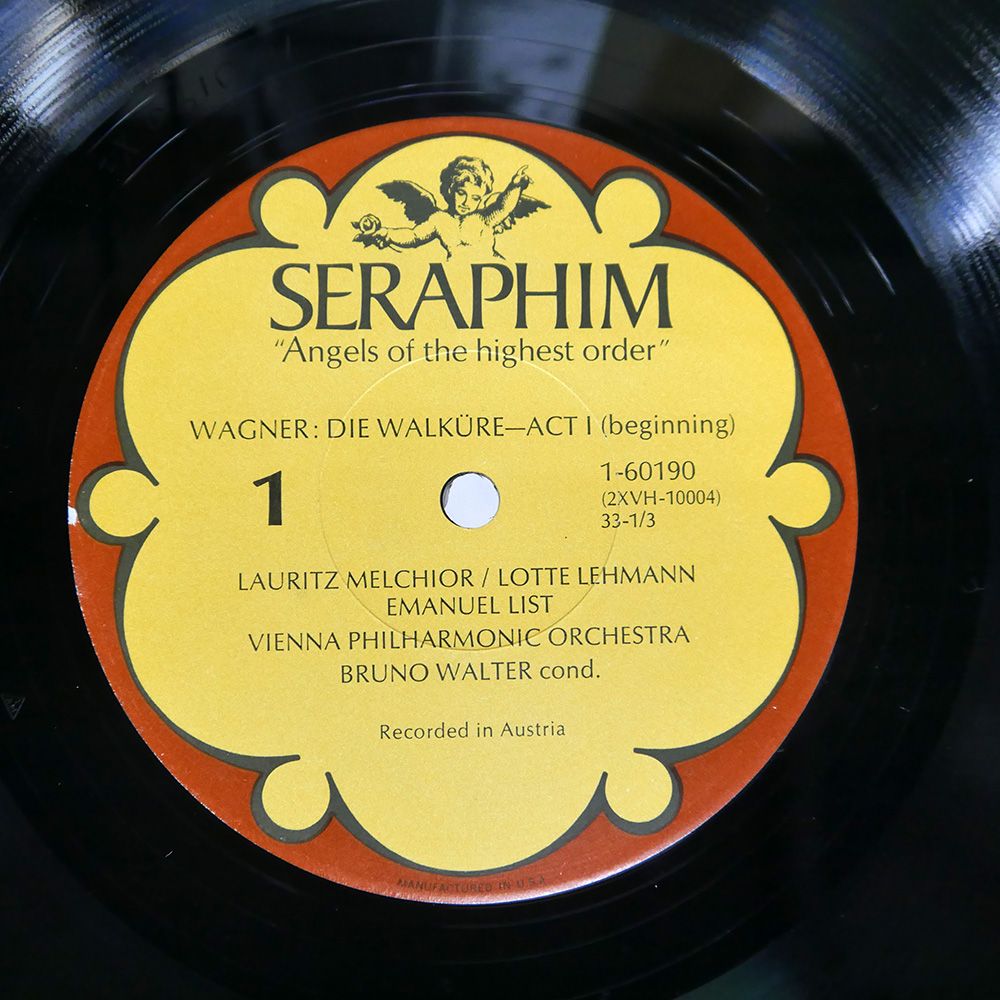 SERAPHIM
"Angels of the highest order"
WAGNER: DIE WALKÜRE—ACT I (beginning)
1
1-60190
(2XVH-10004)
33-1/3
LAURITZ MELCHIOR / LOTTE LEHMANN
EMANUEL LIST
VIENNA PHILHARMONIC ORCHESTRA
BRUNO WALTER cond.
Recorded in Austria
MANUFACTURED IN U.S.A.